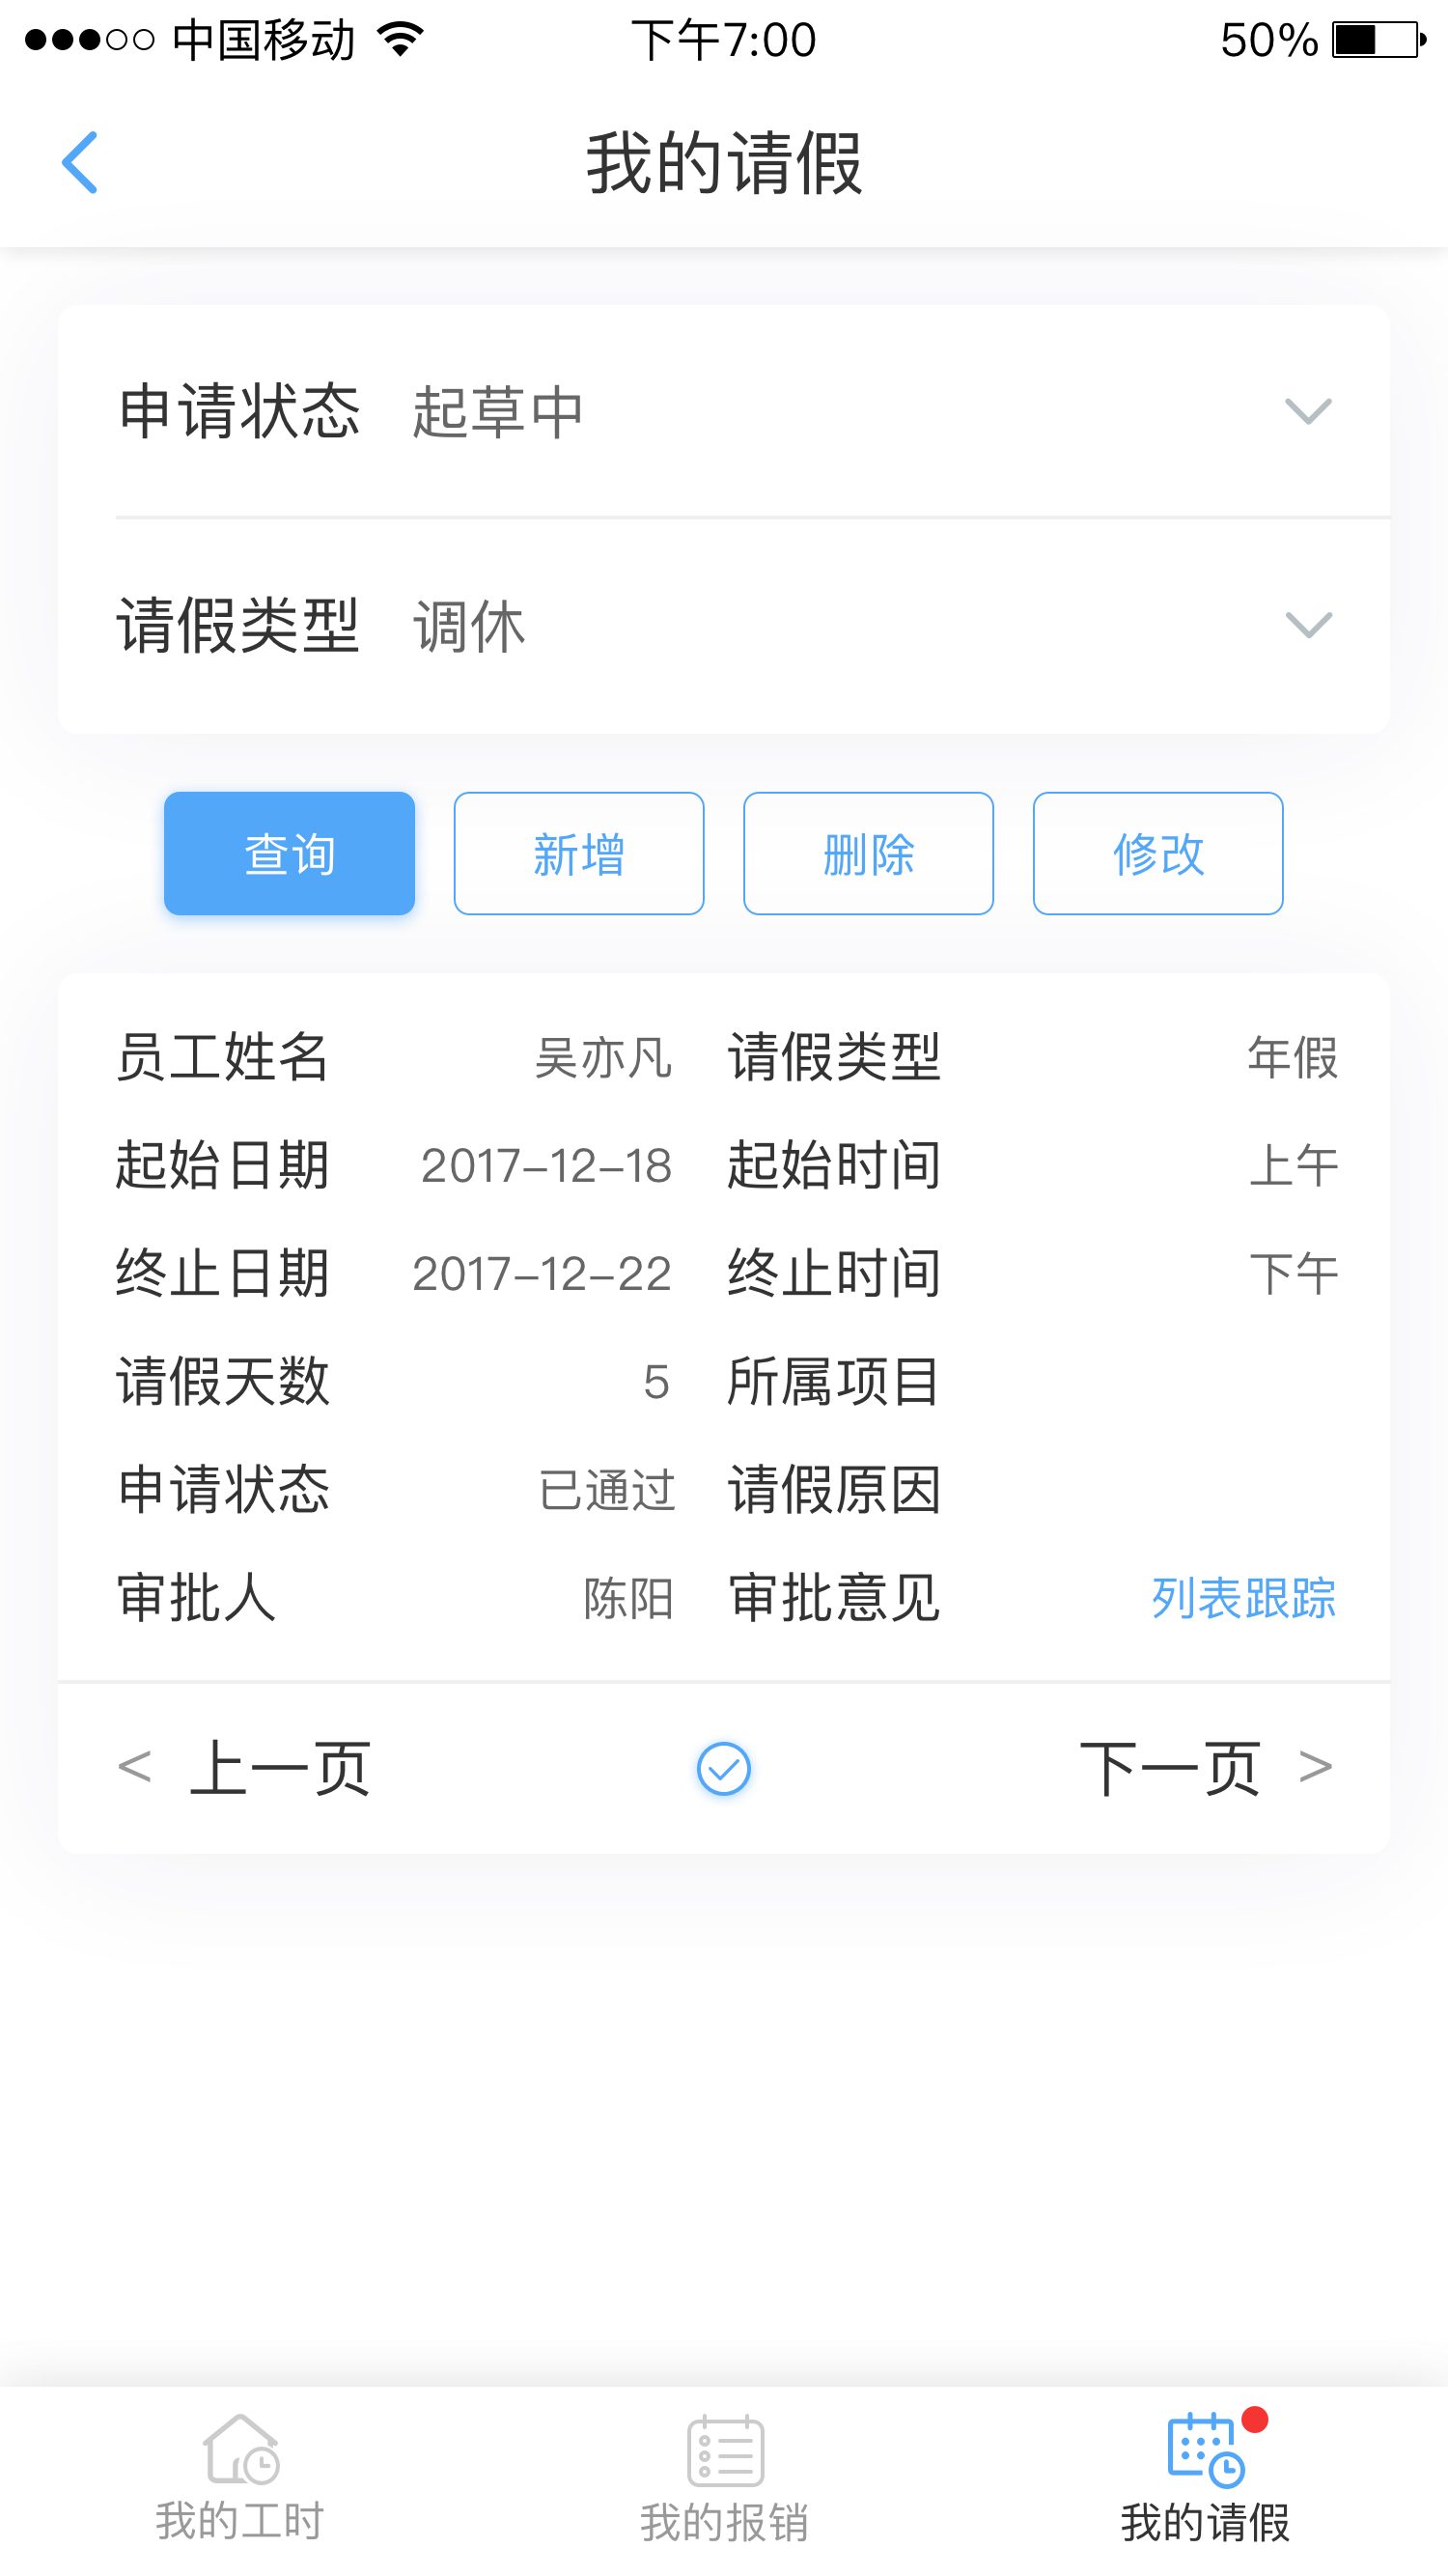 中国移动 下午7:00 50%
我的请假
申请状态 起草中
请假类型 调休
查询 新增 删除 修改
员工姓名 吴亦凡 请假类型 年假
起始日期 2017-12-18 起始时间 上午
终止日期 2017-12-22 终止时间 下午
请假天数 5 所属项目
申请状态 已通过 请假原因
审批人 陈阳 审批意见 列表跟踪
< 上一页 下一页 >
我的工时 我的报销 我的请假